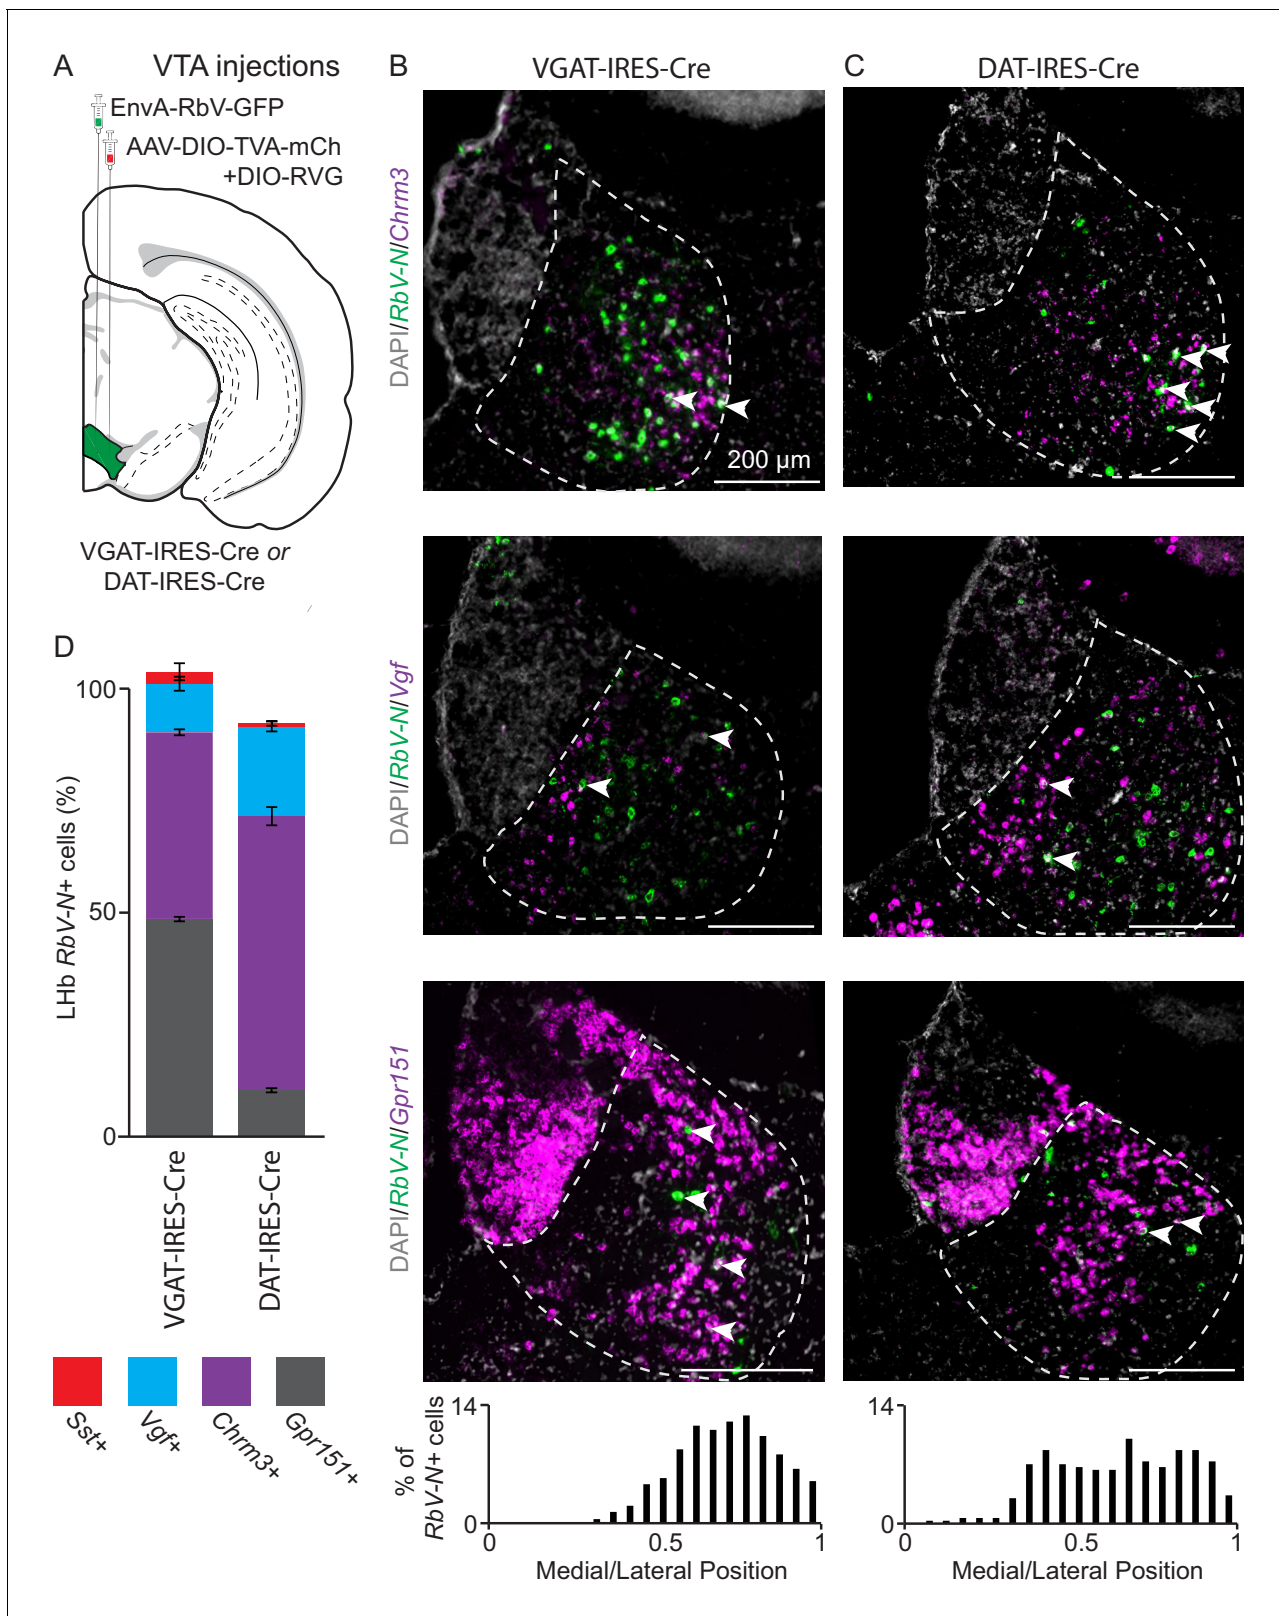 A
VTA injections
EnvA-RbV-GFP
AAV-DIO-TVA-mCh
+DIO-RVG
VGAT-IRES-Cre or
DAT-IRES-Cre
B
VGAT-IRES-Cre
C
DAT-IRES-Cre
DAPI/RbV-N/Chrm3
200 µm
DAPI/RbV-N/Vgf
DAPI/RbV-N/Gpr151
D
LHb RbV-N+ cells (%)
100
50
0
VGAT-IRES-Cre
DAT-IRES-Cre
Sst+
Vgf+
Chrm3+
Gpr151+
% of
RbV-N+ cells
14
0
0
0.5
1
Medial/Lateral Position
14
0
0
0.5
1
Medial/Lateral Position